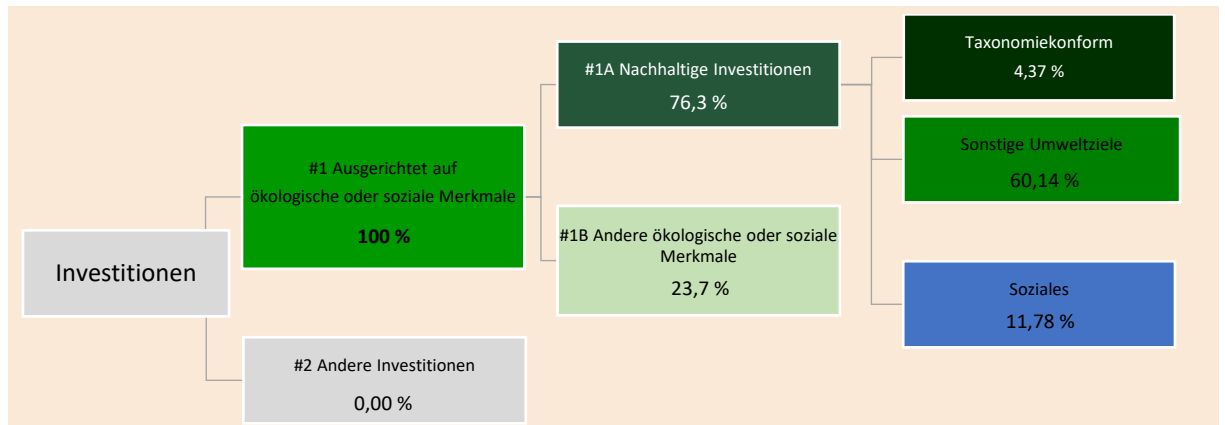 Investitionen
#1 Ausgerichtet auf
ökologische oder soziale Merkmale
100 %
#2 Andere Investitionen
0,00 %
#1A Nachhaltige Investitionen
76,3 %
#1B Andere ökologische oder soziale
Merkmale
23,7 %
Taxonomiekonform
4,37 %
Sonstige Umweltziele
60,14 %
Soziales
11,78 %